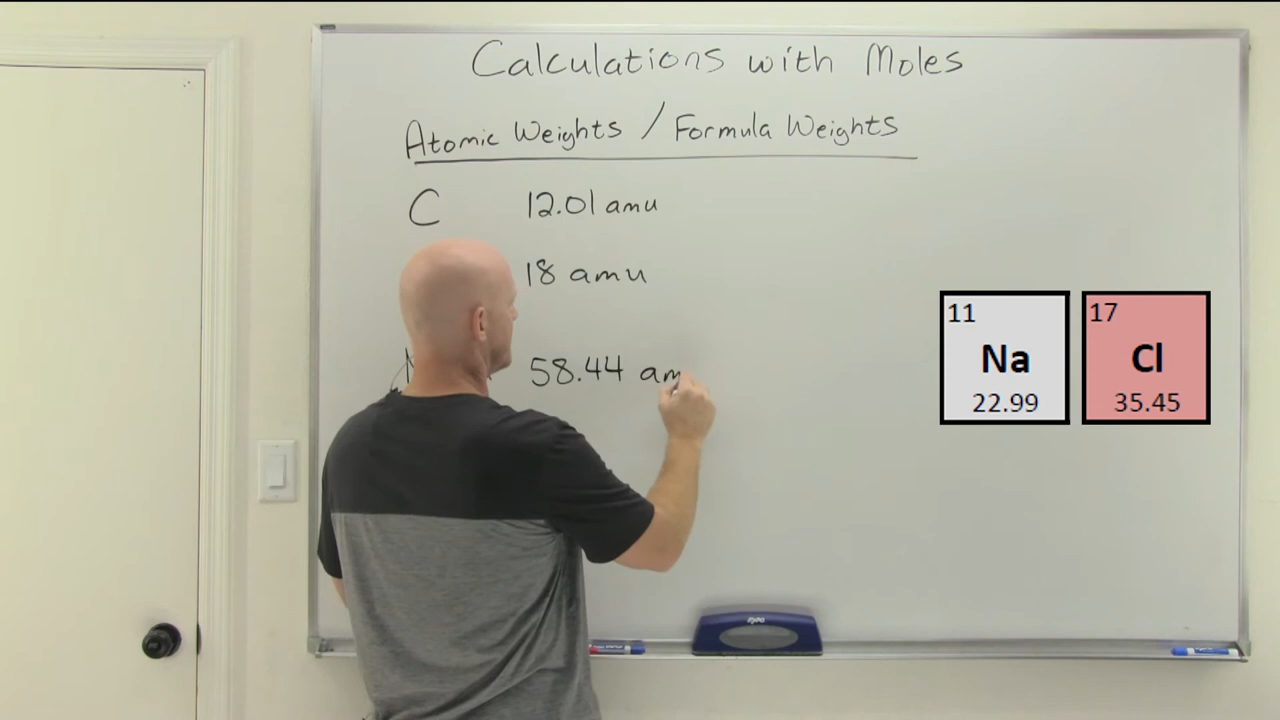 Calculations with Moles
Atomic Weights / Formula Weights
C 12.01 amu
18 amu
58.44 am
11
Na
22.99
17
Cl
35.45
EXPO